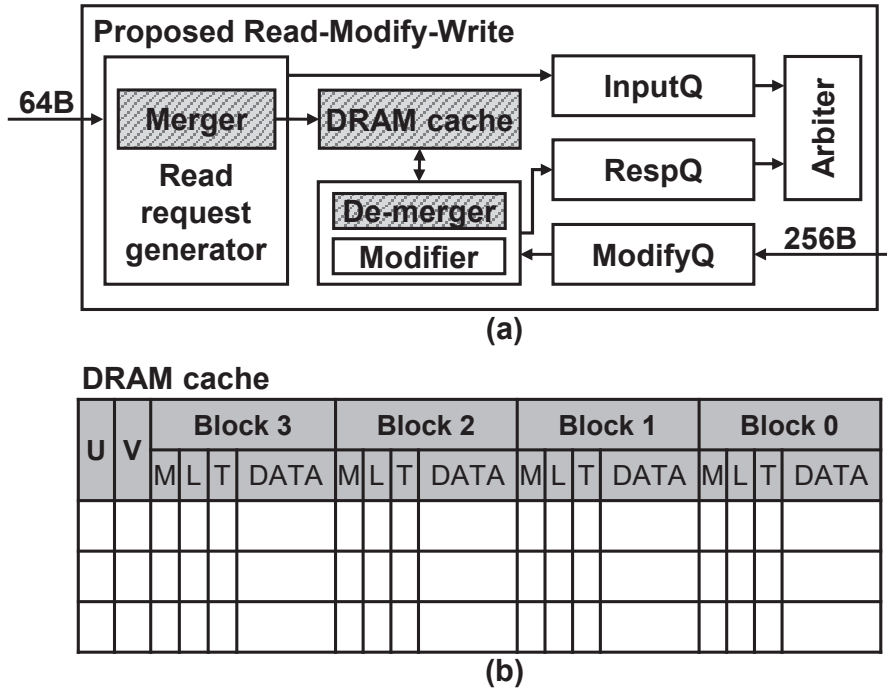 Proposed Read-Modify-Write
64B
Merger
Read
request
generator
DRAM cache
De-merger
Modifier
InputQ
RespQ
ModifyQ
Arbiter
256B
(a)
DRAM cache
U V Block 3 Block 2 Block 1 Block 0
M L T DATA M L T DATA M L T DATA M L T DATA
(b)